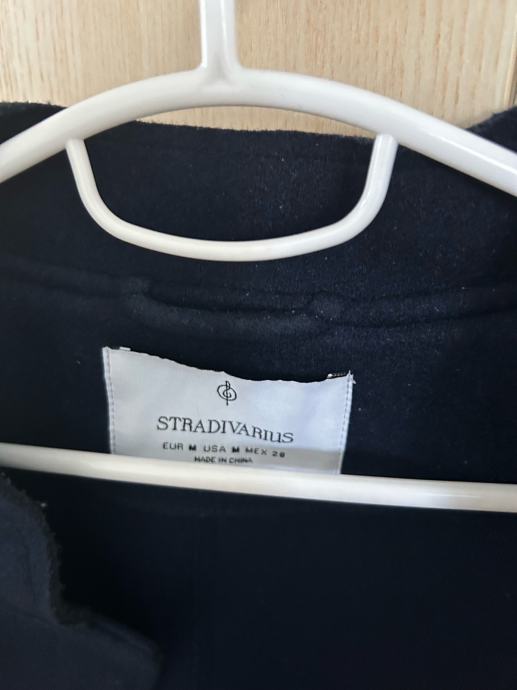 STRADIVARIUS
EUR M USA M MEX 28
MADE IN CHINA